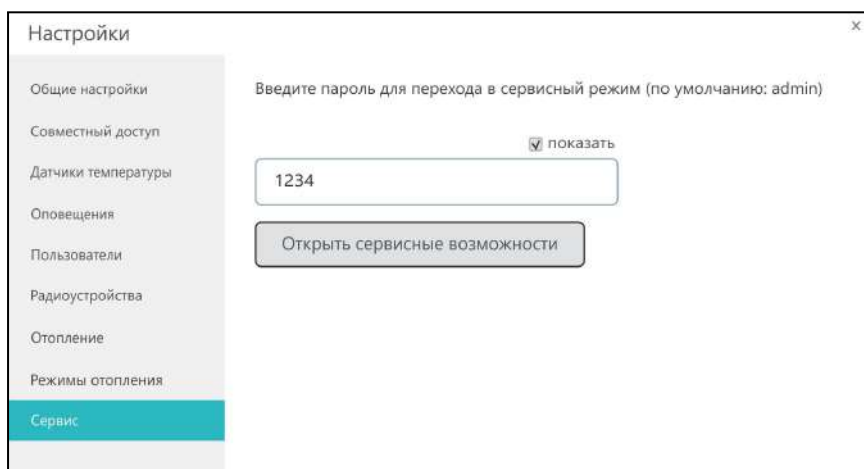 Настройки
×
Общие настройки
Совместный доступ
Датчики температуры
Оповещения
Пользователи
Радиоустройства
Отопление
Режимы отопления
Сервис
Введите пароль для перехода в сервисный режим (по умолчанию: admin)
показать
1234
Открыть сервисные возможности